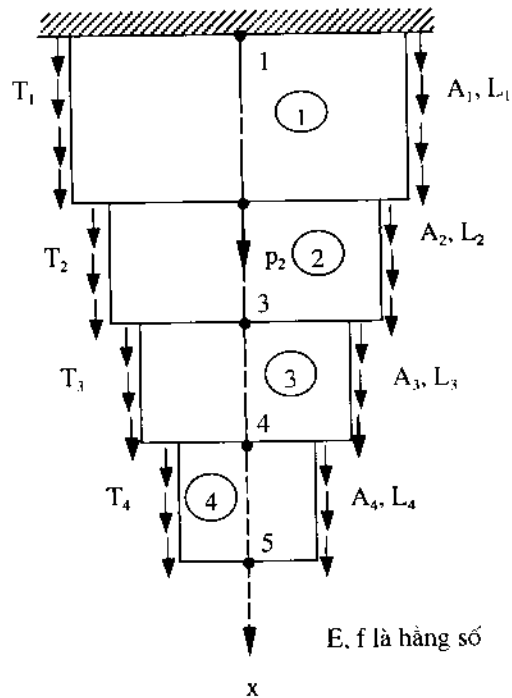 1
T₁
A₁, L₁
1
T₂
A₂, L₂
p₂
2
3
T₃
A₃, L₃
3
4
T₄
4
A₄, L₄
5
E, f là hằng số
x